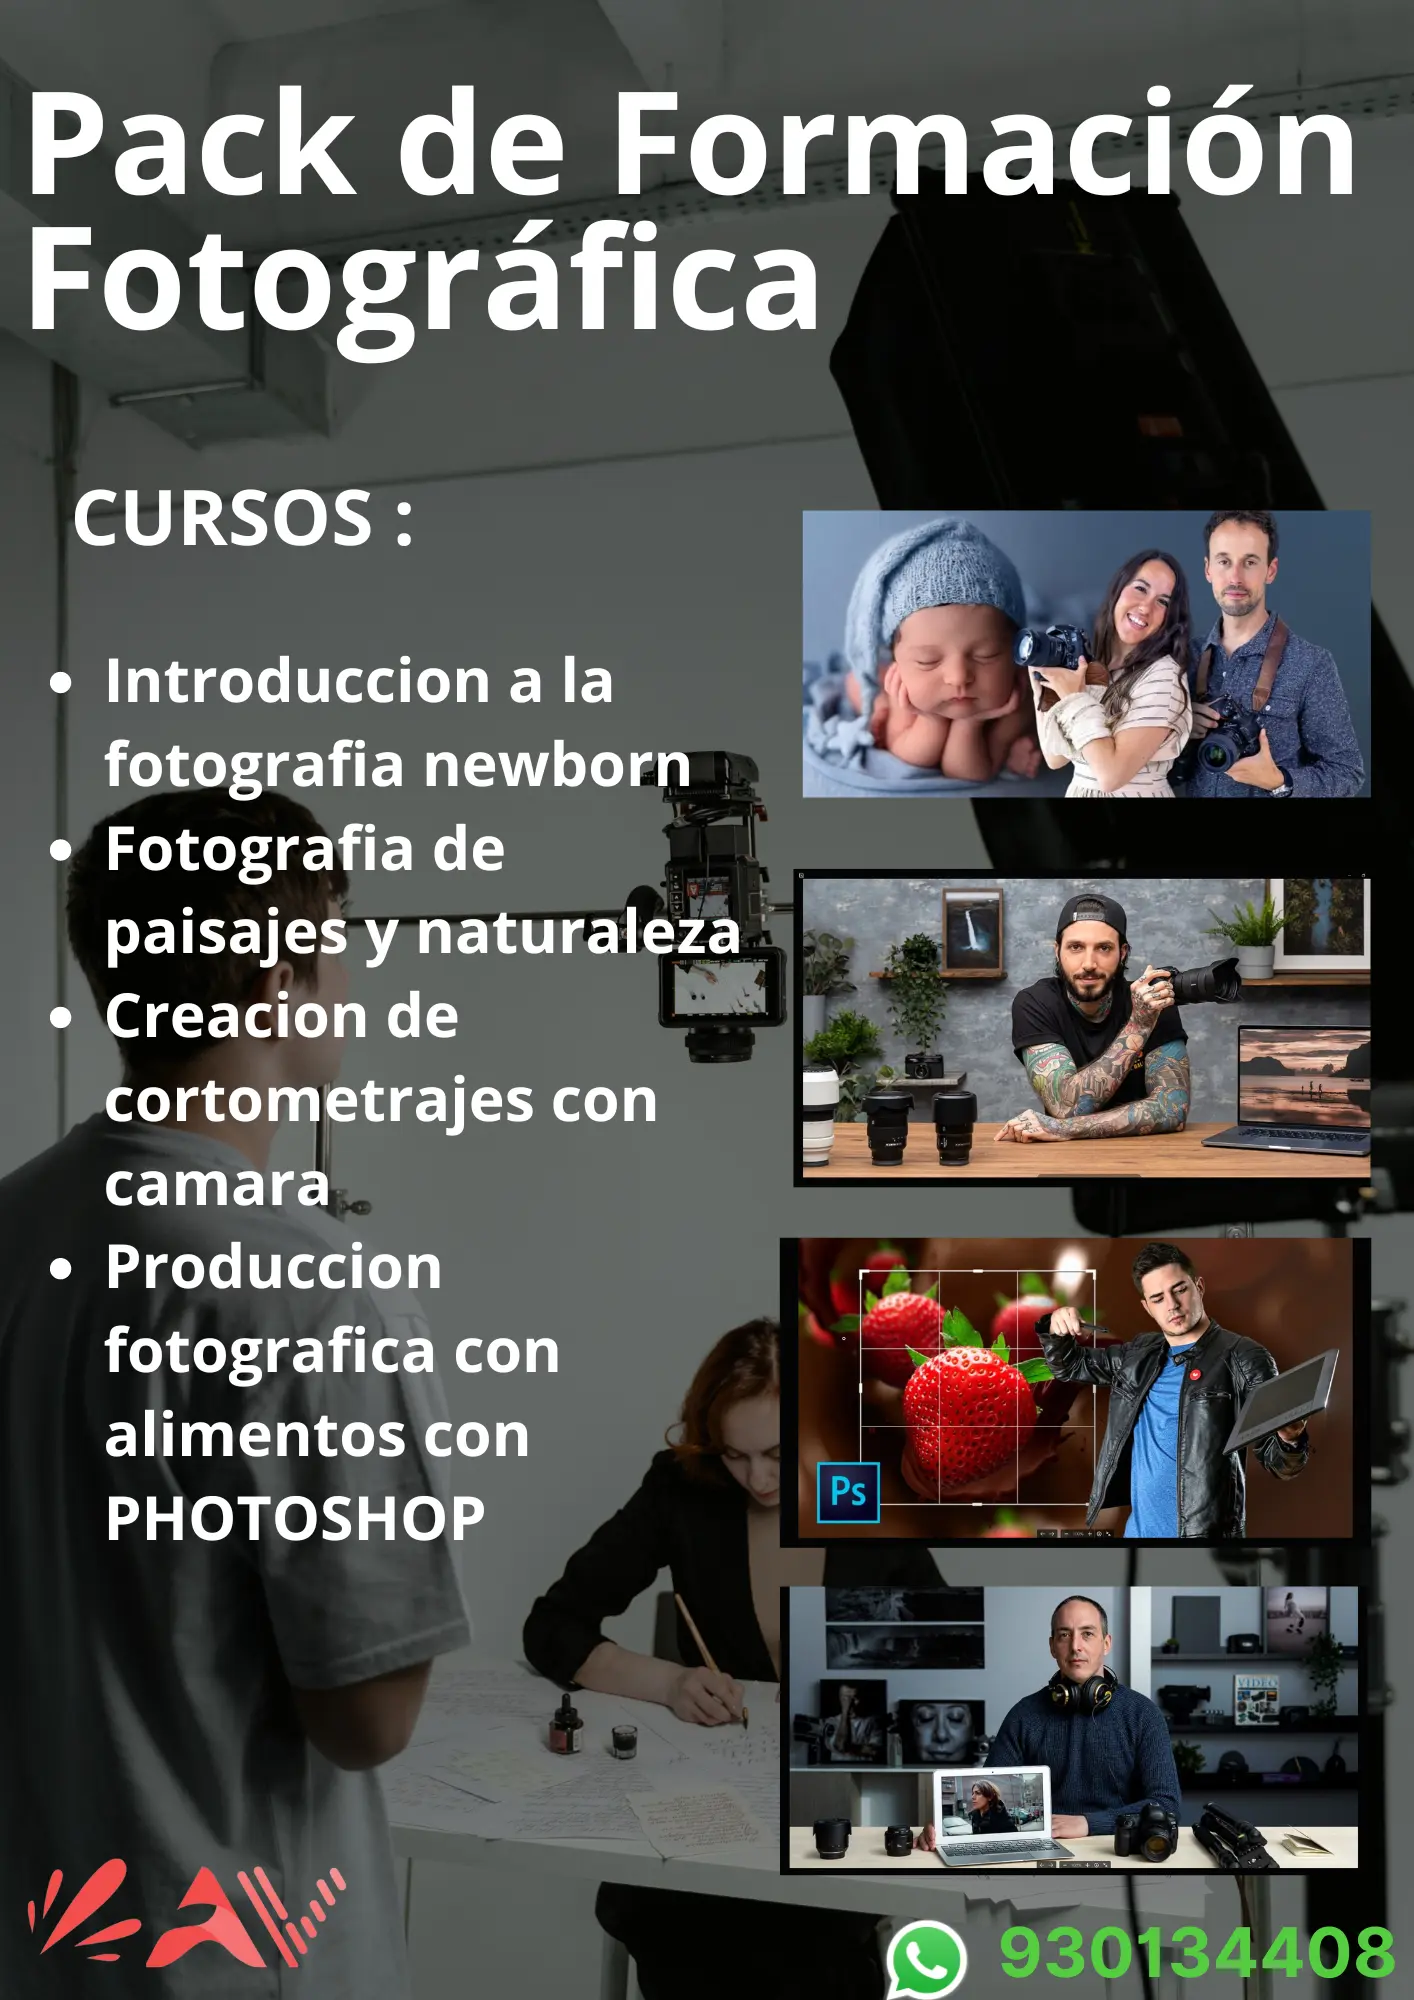 Pack de Formación
Fotográfica
CURSOS :
• Introduccion a la
fotografia newborn
• Fotografia de
paisajes y naturaleza
• Creacion de
cortometrajes con
camara
• Produccion
fotografica con
alimentos con
PHOTOSHOP
Ps
VIDEO
930134408